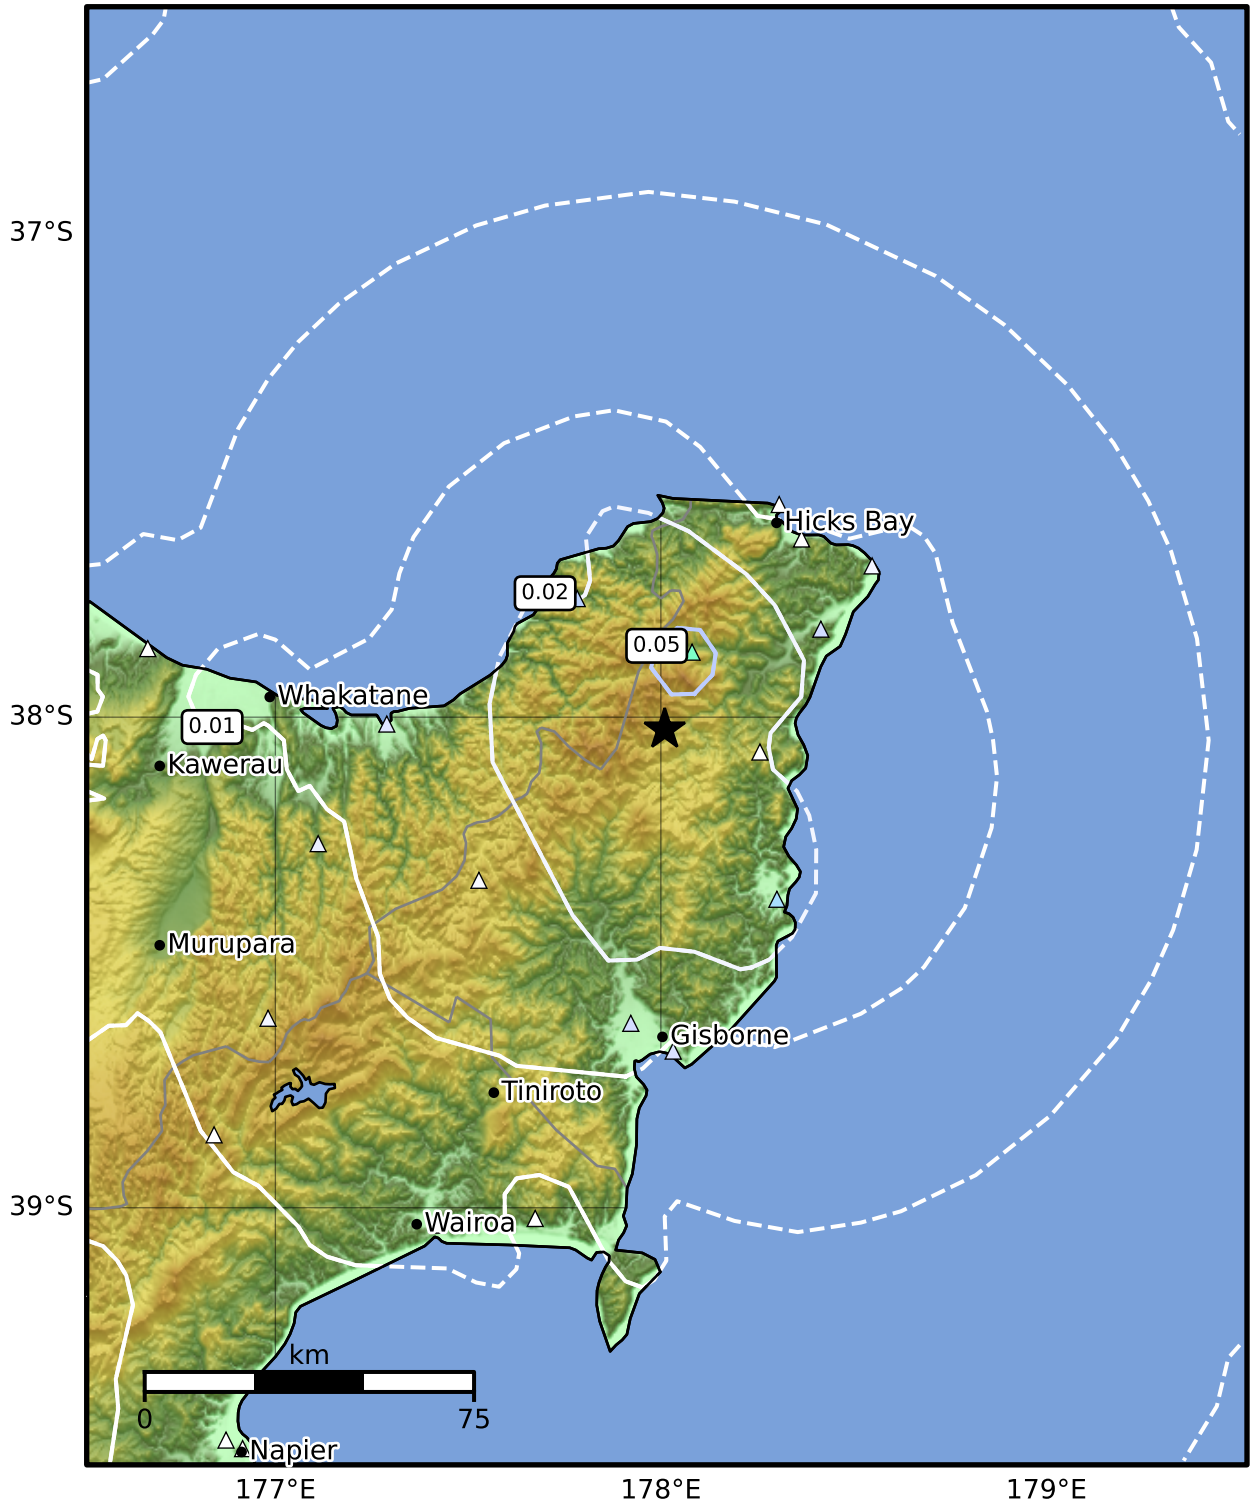 37°S
Hicks Bay
0.02
0.05
Whakatane
38°S
0.01
Kawerau
Murupara
Gisborne
Tiniroto
39°S
Wairoa
km
0
75
Napier
177°E
178°E
179°E